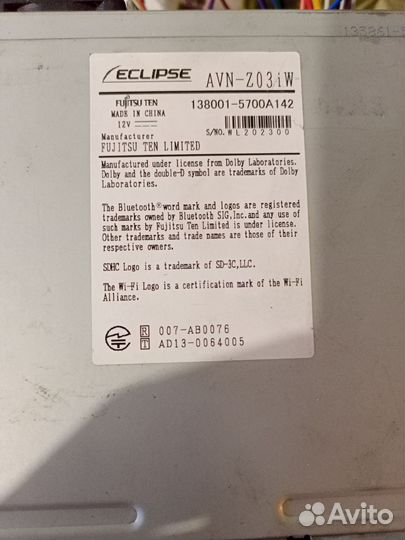 138861-5
ECLIPSE AVN-Z03iW
FUJITSU TEN 138001-5700A142
MADE IN CHINA
12V
S/NO. WL202300
Manufacturer
FUJITSU TEN LIMITED
Manufactured under license from Dolby Laboratories.
Dolby and the double-D symbol are trademarks of Dolby
Laboratories.
The Bluetooth® word mark and logos are registered
trademarks owned by Bluetooth SIG,Inc.and any use of
such marks by Fujitsu Ten Limited is under license.
Other trademarks and trade names are those of their
respective owners.
SDHC Logo is a trademark of SD-3C,LLC.
The Wi-Fi Logo is a certification mark of the Wi-Fi
Alliance.
R 007-AB0076
T AD13-0064005
Avito